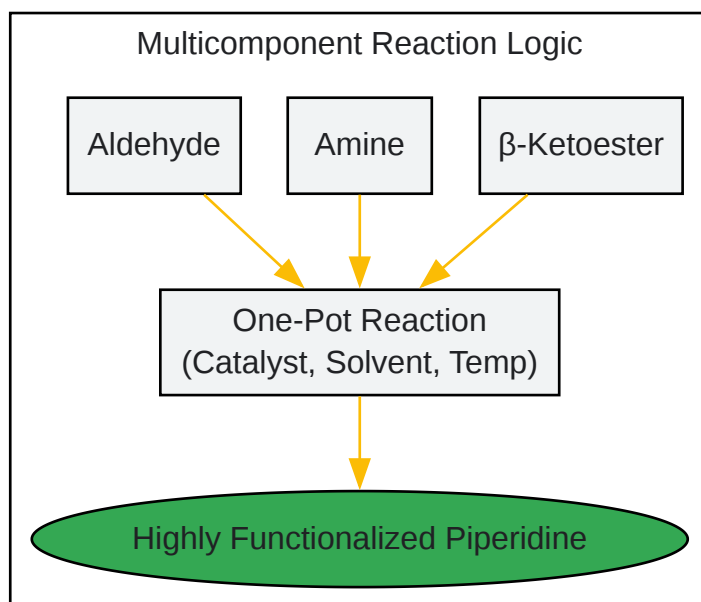 Multicomponent Reaction Logic
Aldehyde
Amine
β-Ketoester
One-Pot Reaction
(Catalyst, Solvent, Temp)
Highly Functionalized Piperidine